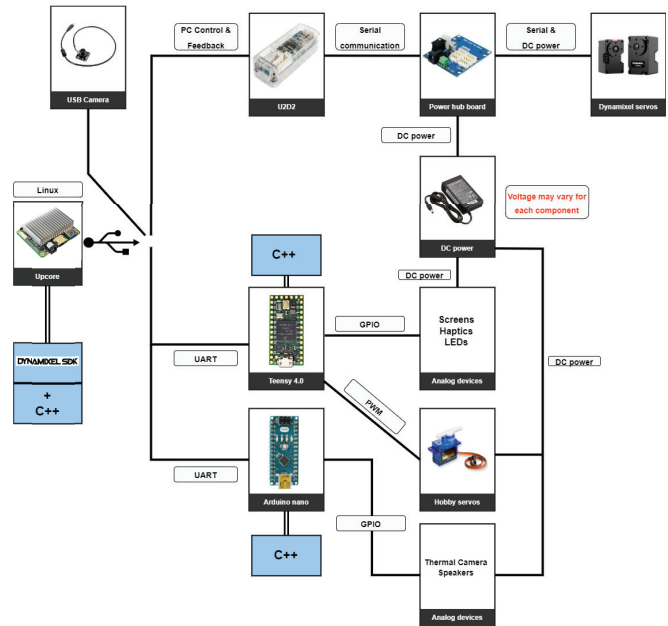 PC Control &
Feedback
Serial
communication
Serial &
DC power
USB Camera
U2D2
Power hub board
Dynamixel servos
DC power
Linux
Voltage may vary for
each component
Upcore
C++
DC power
DC power
GPIO
Screens
Haptics
LEDs
DYNAMIXEL SDK
+
C++
UART
Teensy 4.0
Analog devices
DC power
PWM
UART
Arduino nano
Hobby servos
GPIO
C++
Thermal Camera
Speakers
Analog devices